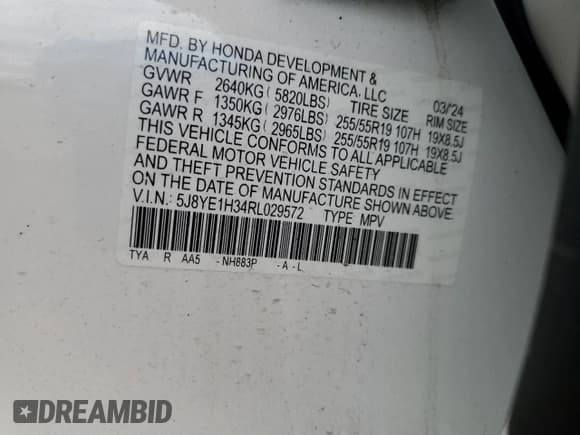 MFD. BY HONDA DEVELOPMENT &
MANUFACTURING OF AMERICA, LLC
GVWR 2640KG ( 5820LBS) TIRE SIZE 03/'24 RIM SIZE
GAWR F 1350KG ( 2976LBS) 255/55R19 107H 19X8.5J
GAWR R 1345KG ( 2965LBS) 255/55R19 107H 19X8.5J
THIS VEHICLE CONFORMS TO ALL APPLICABLE
FEDERAL MOTOR VEHICLE SAFETY
AND THEFT PREVENTION STANDARDS IN EFFECT
ON THE DATE OF MANUFACTURE SHOWN ABOVE.
V.I.N.: 5J8YE1H34RL029572 TYPE MPV
TYA R AA5 -NH883P -A-L
DREAMBID